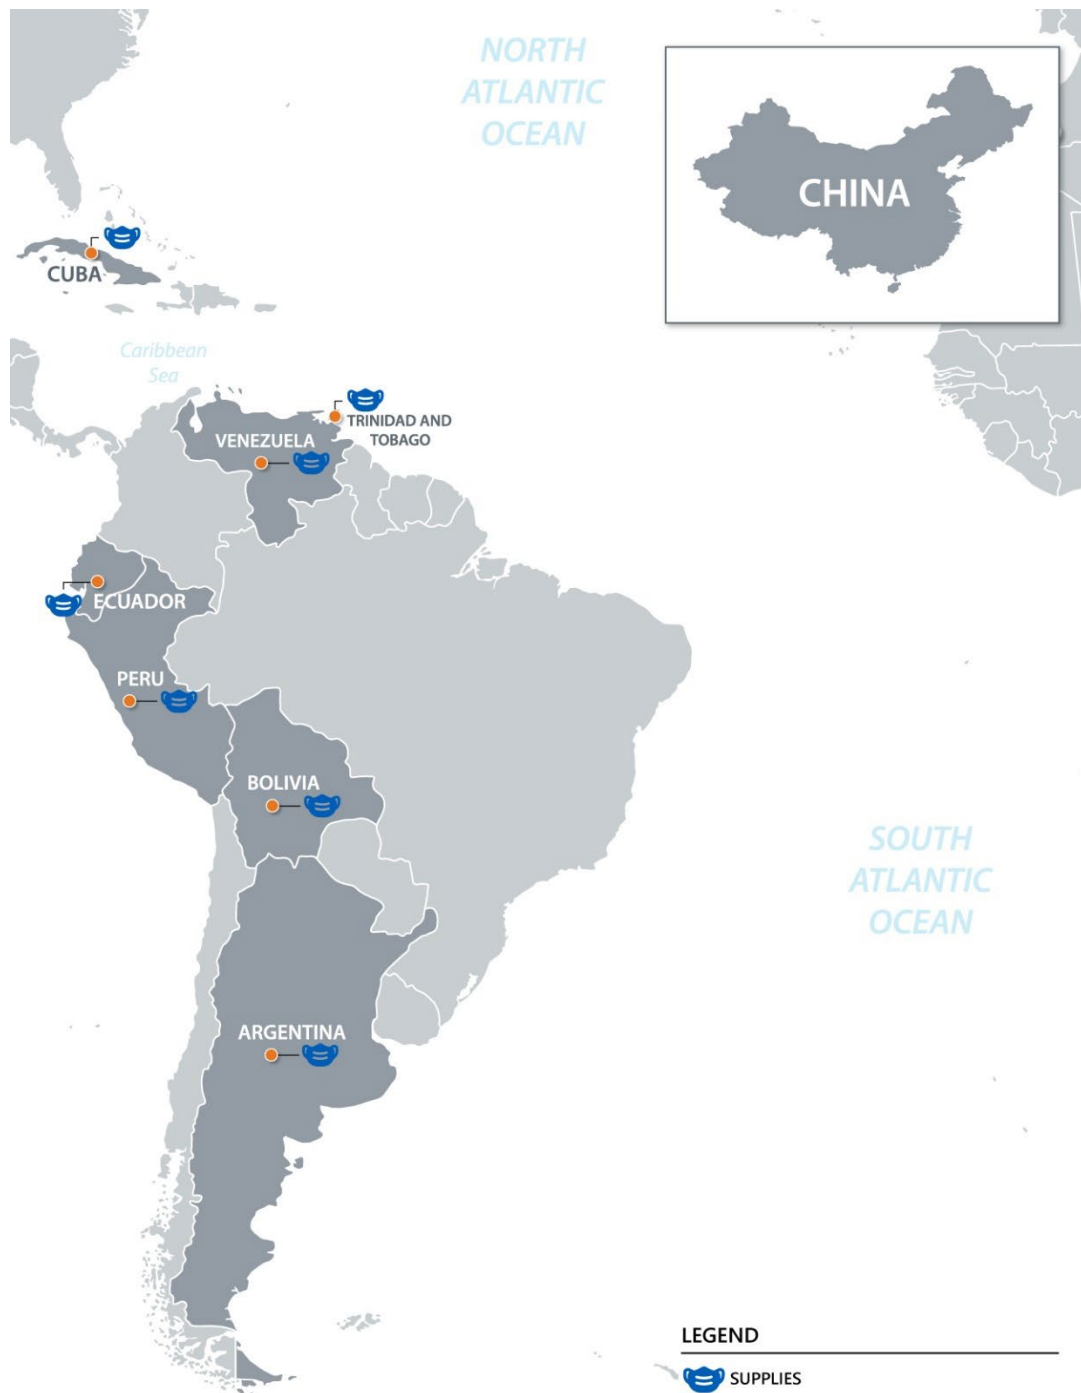 NORTH
ATLANTIC
OCEAN
CHINA
CUBA
Caribbean
Sea
TRINIDAD AND
TOBAGO
VENEZUELA
ECUADOR
PERU
BOLIVIA
SOUTH
ATLANTIC
OCEAN
ARGENTINA
LEGEND
SUPPLIES